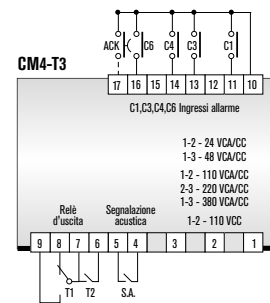 ACK C6 C4 C3 C1
CM4-T3
17 16 15 14 13 12 11 10
C1,C3,C4,C6 Ingressi allarme
1-2 - 24 VCA/CC
1-3 - 48 VCA/CC
1-2 - 110 VCA/CC
2-3 - 220 VCA/CC
1-3 - 380 VCA/CC
1-2 - 110 VCC
Relè
d'uscita
Segnalazione
acustica
9 8 7 6 5 4 3 2 1
T1 T2 S.A.